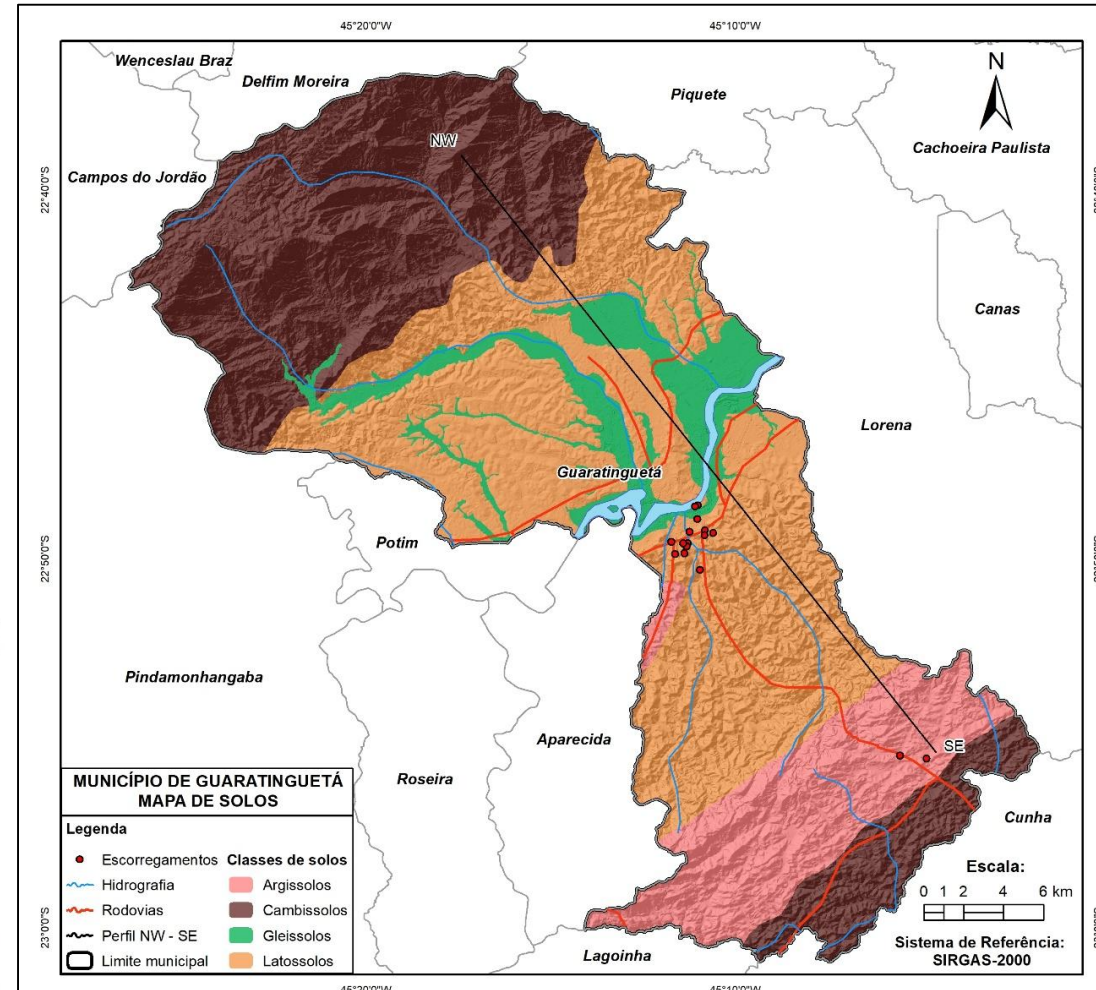 45°20'0"W
45°10'0"W
Wenceslau Braz
Delfim Moreira
Piquete
N
NW
Cachoeira Paulista
Campos do Jordão
22°40'0"S
Canas
Lorena
Guaratinguetá
Potim
22°50'0"S
Pindamonhangaba
Aparecida
SE
Roseira
MUNICÍPIO DE GUARATINGUETÁ
MAPA DE SOLOS
Cunha
Legenda
Escorregamentos
Classes de solos
Hidrografia
Argissolos
Rodovias
Cambissolos
Perfil NW - SE
Gleissolos
Limite municipal
Latossolos
Escala:
0 1 2 4 6 km
23°0'0"S
Sistema de Referência:
SIRGAS-2000
Lagoinha
45°20'0"W
45°10'0"W